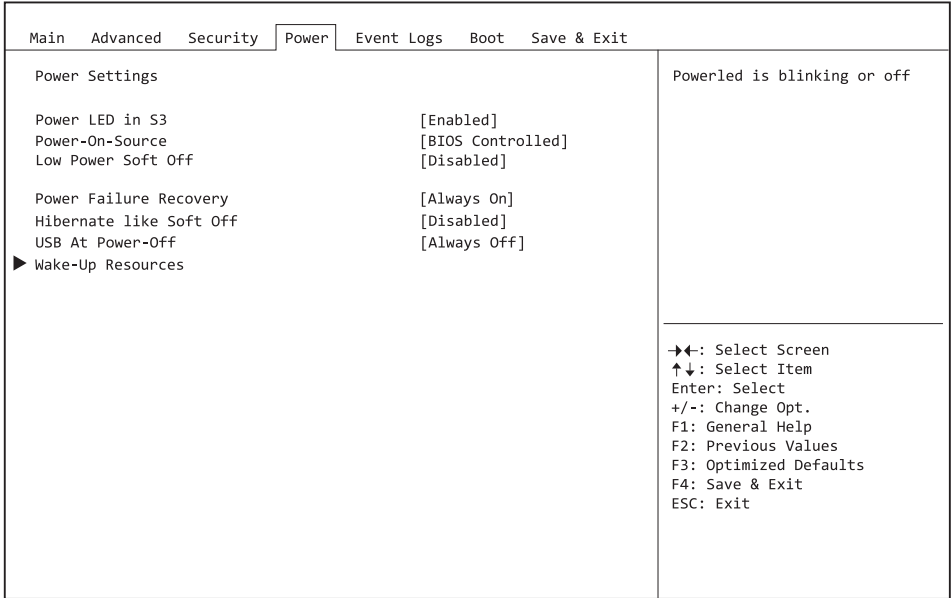 Main Advanced Security Power Event Logs Boot Save & Exit
Power Settings
Power LED in S3 [Enabled]
Power-On-Source [BIOS Controlled]
Low Power Soft Off [Disabled]
Power Failure Recovery [Always On]
Hibernate like Soft Off [Disabled]
USB At Power-Off [Always Off]
▶ Wake-Up Resources
Powerled is blinking or off
→←: Select Screen
↑↓: Select Item
Enter: Select
+/-: Change Opt.
F1: General Help
F2: Previous Values
F3: Optimized Defaults
F4: Save & Exit
ESC: Exit